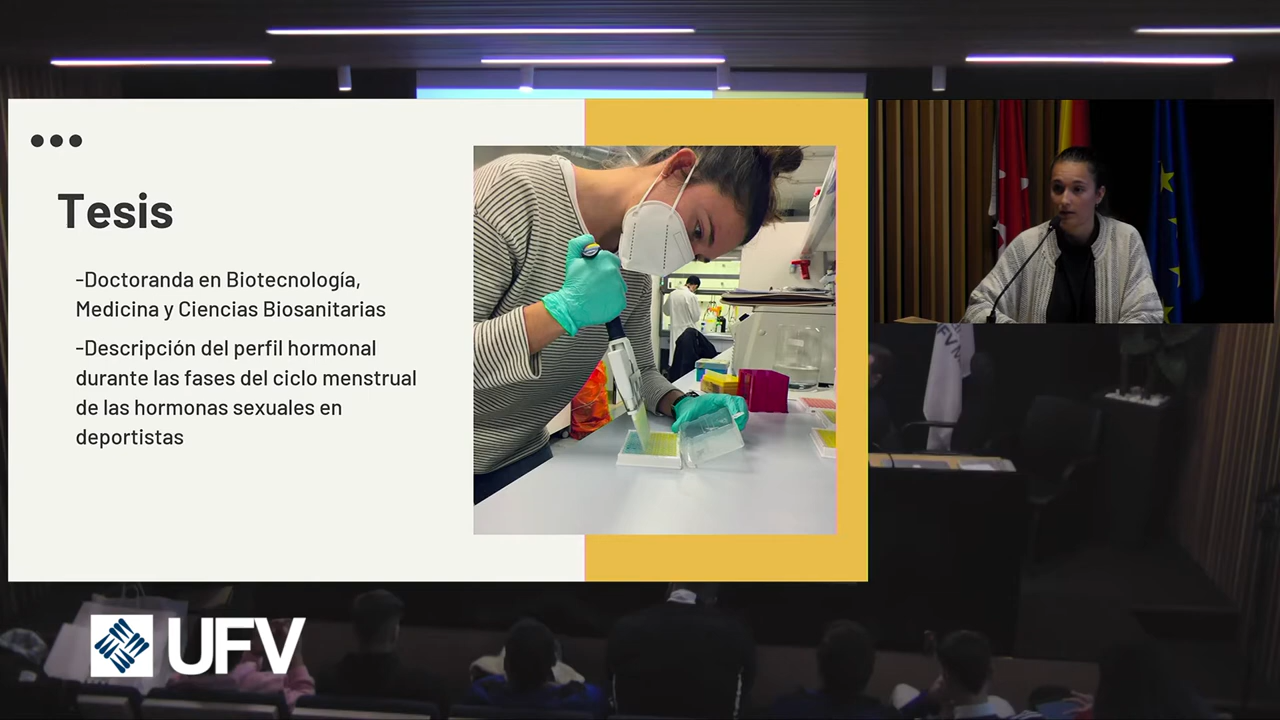 Tesis
-Doctoranda en Biotecnología,
Medicina y Ciencias Biosanitarias
-Descripción del perfil hormonal
durante las fases del ciclo menstrual
de las hormonas sexuales en
deportistas
UFV